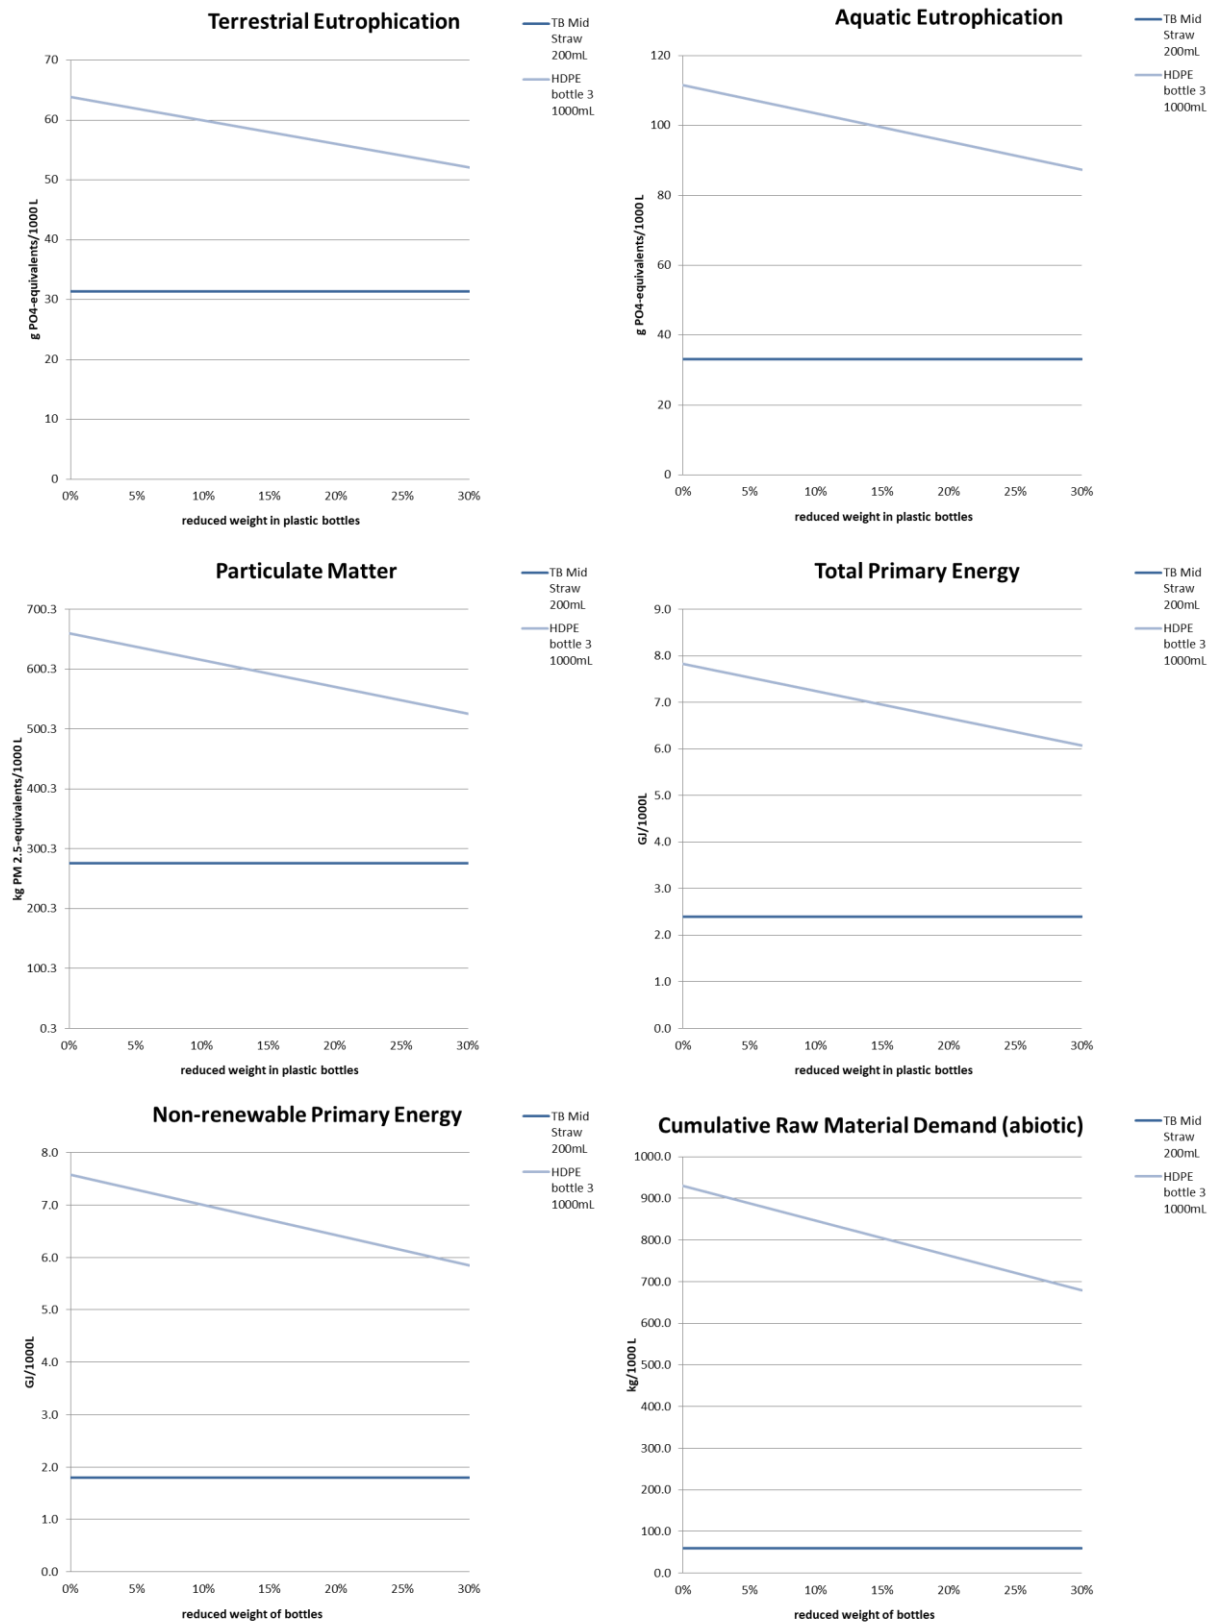 Terrestrial Eutrophication
TB Mid
Straw
200mL
HDPE
bottle 3
1000mL
70
60
50
40
30
20
10
0
g PO4-equivalents/1000 L
0% 5% 10% 15% 20% 25% 30%
reduced weight in plastic bottles
Aquatic Eutrophication
TB Mid
Straw
200mL
HDPE
bottle 3
1000mL
120
100
80
60
40
20
0
g PO4-equivalents/1000 L
0% 5% 10% 15% 20% 25% 30%
reduced weight in plastic bottles
Particulate Matter
TB Mid
Straw
200mL
HDPE
bottle 3
1000mL
700.3
600.3
500.3
400.3
300.3
200.3
100.3
0.3
kg PM 2.5-equivalents/1000 L
0% 5% 10% 15% 20% 25% 30%
reduced weight in plastic bottles
Total Primary Energy
TB Mid
Straw
200mL
HDPE
bottle 3
1000mL
9.0
8.0
7.0
6.0
5.0
4.0
3.0
2.0
1.0
0.0
GJ/1000L
0% 5% 10% 15% 20% 25% 30%
reduced weight in plastic bottles
Non-renewable Primary Energy
TB Mid
Straw
200mL
HDPE
bottle 3
1000mL
8.0
7.0
6.0
5.0
4.0
3.0
2.0
1.0
0.0
GJ/1000L
0% 5% 10% 15% 20% 25% 30%
reduced weight of bottles
Cumulative Raw Material Demand (abiotic)
TB Mid
Straw
200mL
HDPE
bottle 3
1000mL
1000.0
900.0
800.0
700.0
600.0
500.0
400.0
300.0
200.0
100.0
0.0
kg/1000 L
0% 5% 10% 15% 20% 25% 30%
reduced weight of bottles